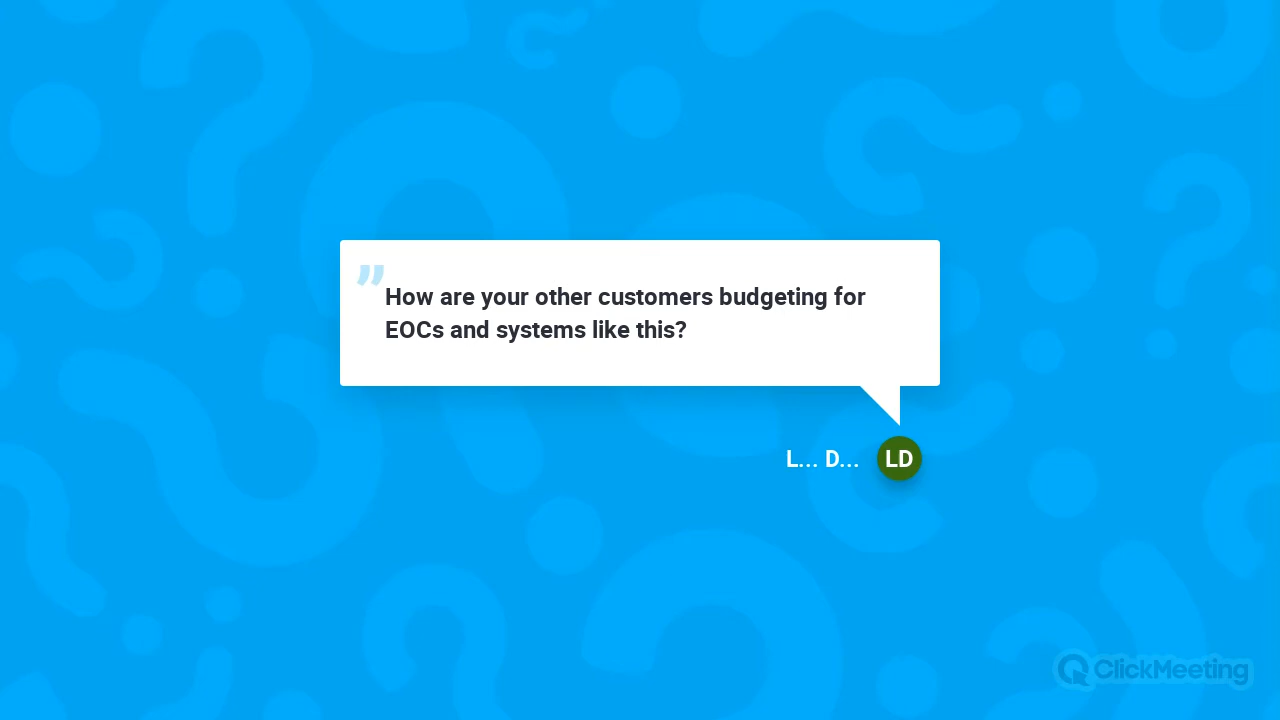 How are your other customers budgeting for
EOCs and systems like this?
L... D...
LD
ClickMeeting